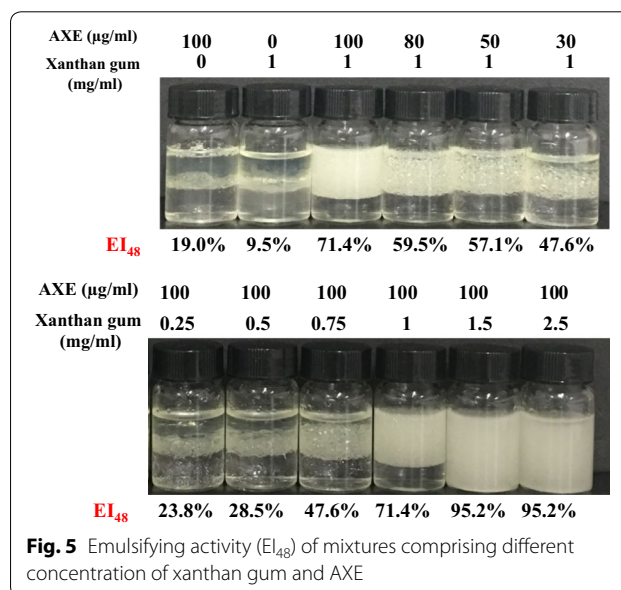 AXE (μg/ml) 100 0 100 80 50 30
Xanthan gum 0 1 1 1 1 1
(mg/ml)
EI48 19.0% 9.5% 71.4% 59.5% 57.1% 47.6%
AXE (μg/ml) 100 100 100 100 100 100
Xanthan gum 0.25 0.5 0.75 1 1.5 2.5
(mg/ml)
EI48 23.8% 28.5% 47.6% 71.4% 95.2% 95.2%
Fig. 5 Emulsifying activity (EI48) of mixtures comprising different
concentration of xanthan gum and AXE